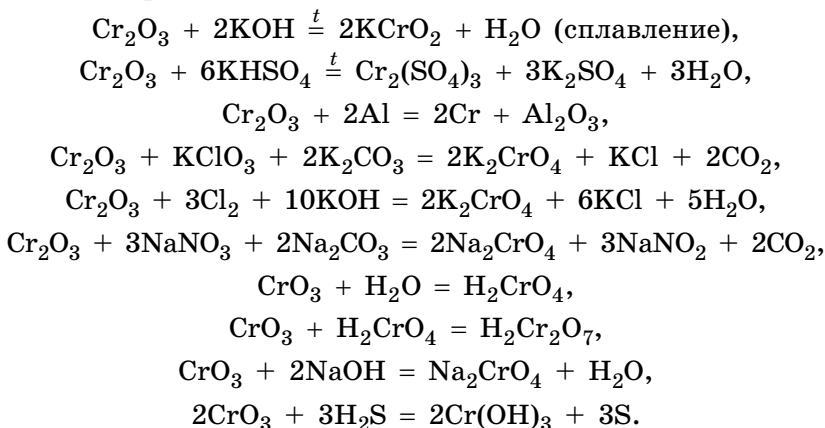 Cr₂O₃ + 2KOH =ᵗ 2KCrO₂ + H₂O (сплавление),
Cr₂O₃ + 6KHSO₄ =ᵗ Cr₂(SO₄)₃ + 3K₂SO₄ + 3H₂O,
Cr₂O₃ + 2Al = 2Cr + Al₂O₃,
Cr₂O₃ + KClO₃ + 2K₂CO₃ = 2K₂CrO₄ + KCl + 2CO₂,
Cr₂O₃ + 3Cl₂ + 10KOH = 2K₂CrO₄ + 6KCl + 5H₂O,
Cr₂O₃ + 3NaNO₃ + 2Na₂CO₃ = 2Na₂CrO₄ + 3NaNO₂ + 2CO₂,
CrO₃ + H₂O = H₂CrO₄,
CrO₃ + H₂CrO₄ = H₂Cr₂O₇,
CrO₃ + 2NaOH = Na₂CrO₄ + H₂O,
2CrO₃ + 3H₂S = 2Cr(OH)₃ + 3S.